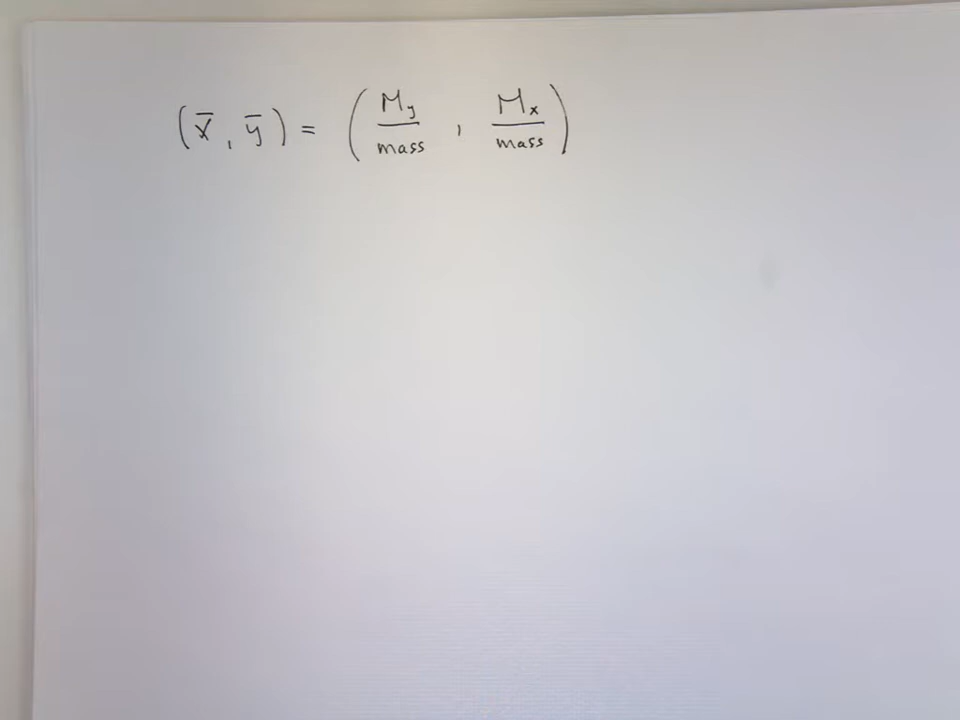 (x̄, ȳ) = (M_y/mass, M_x/mass)